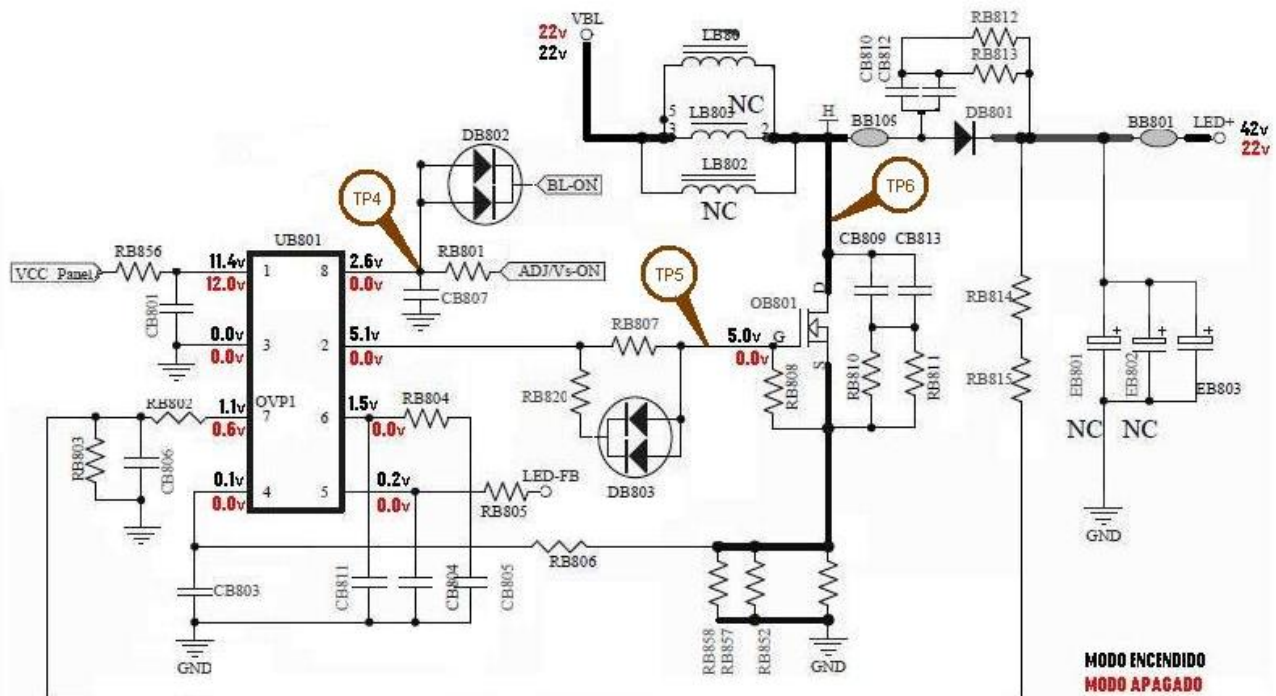 VBL
22v
22v
LB80
NC
5
3
LB803
2
LB802
NC
H
BB109
CB810
CB812
RB812
RB813
DB801
BB801
LED+
42v
22v
DB802
BL-ON
TP4
TP6
UB801
RB856
VCC Panel
11.4v
12.0v
1
8
2.6v
0.0v
RB801
ADJ/Vs-ON
CB801
CB807
TP5
CB809
CB813
0.0v
0.0v
3
2
5.1v
0.0v
RB807
5.0v
0.0v
G
D
S
OB801
RB814
RB815
RB802
OVP1
1.1v
0.6v
7
6
1.5v
0.0v
RB804
RB820
RB808
RB810
RB811
EB801
EB802
EB803
NC
NC
RB803
CB806
0.1v
0.0v
4
5
0.2v
0.0v
RB805
LED-FB
DB803
GND
RB806
CB803
CB811
CB804
CB805
GND
RB858
RB857
RB852
GND
MODO ENCENDIDO
MODO APAGADO